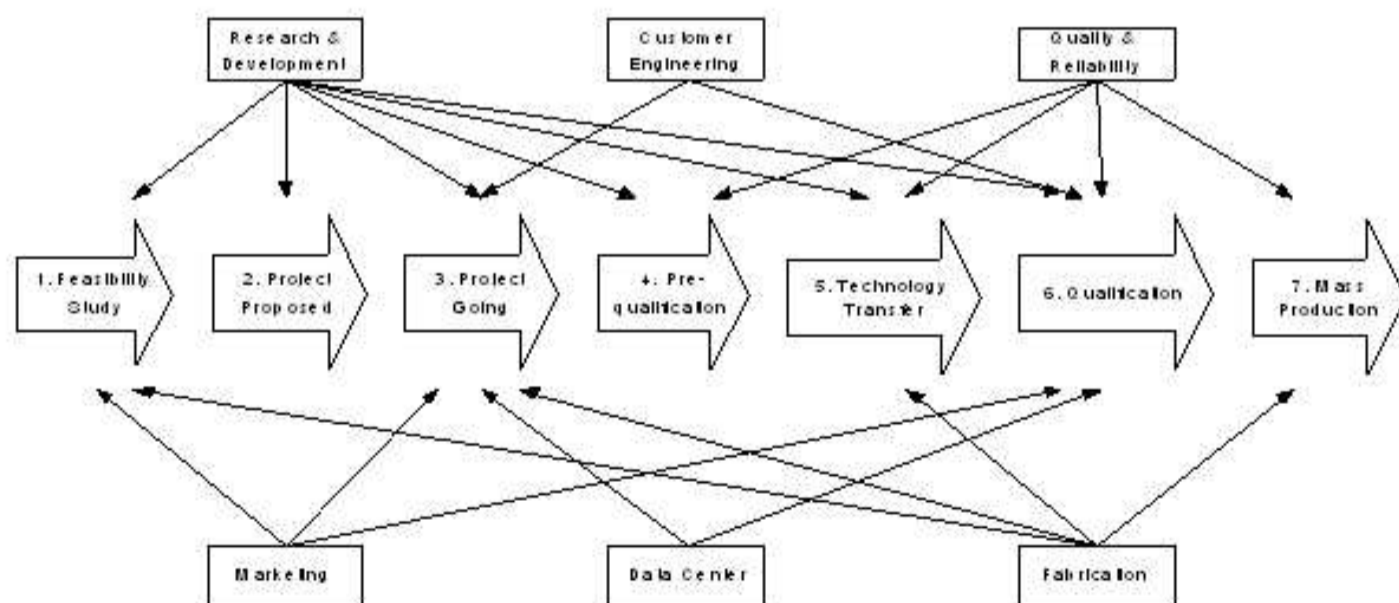 Research &
Development
Customer
Engineering
Quality &
Reliability
1. Feasibility
Study
2. Project
Proposed
3. Project
Going
4. Pre-
qualification
5. Technology
Transfer
6. Qualification
7. Mass
Production
Marketing
Data Center
Fabrication